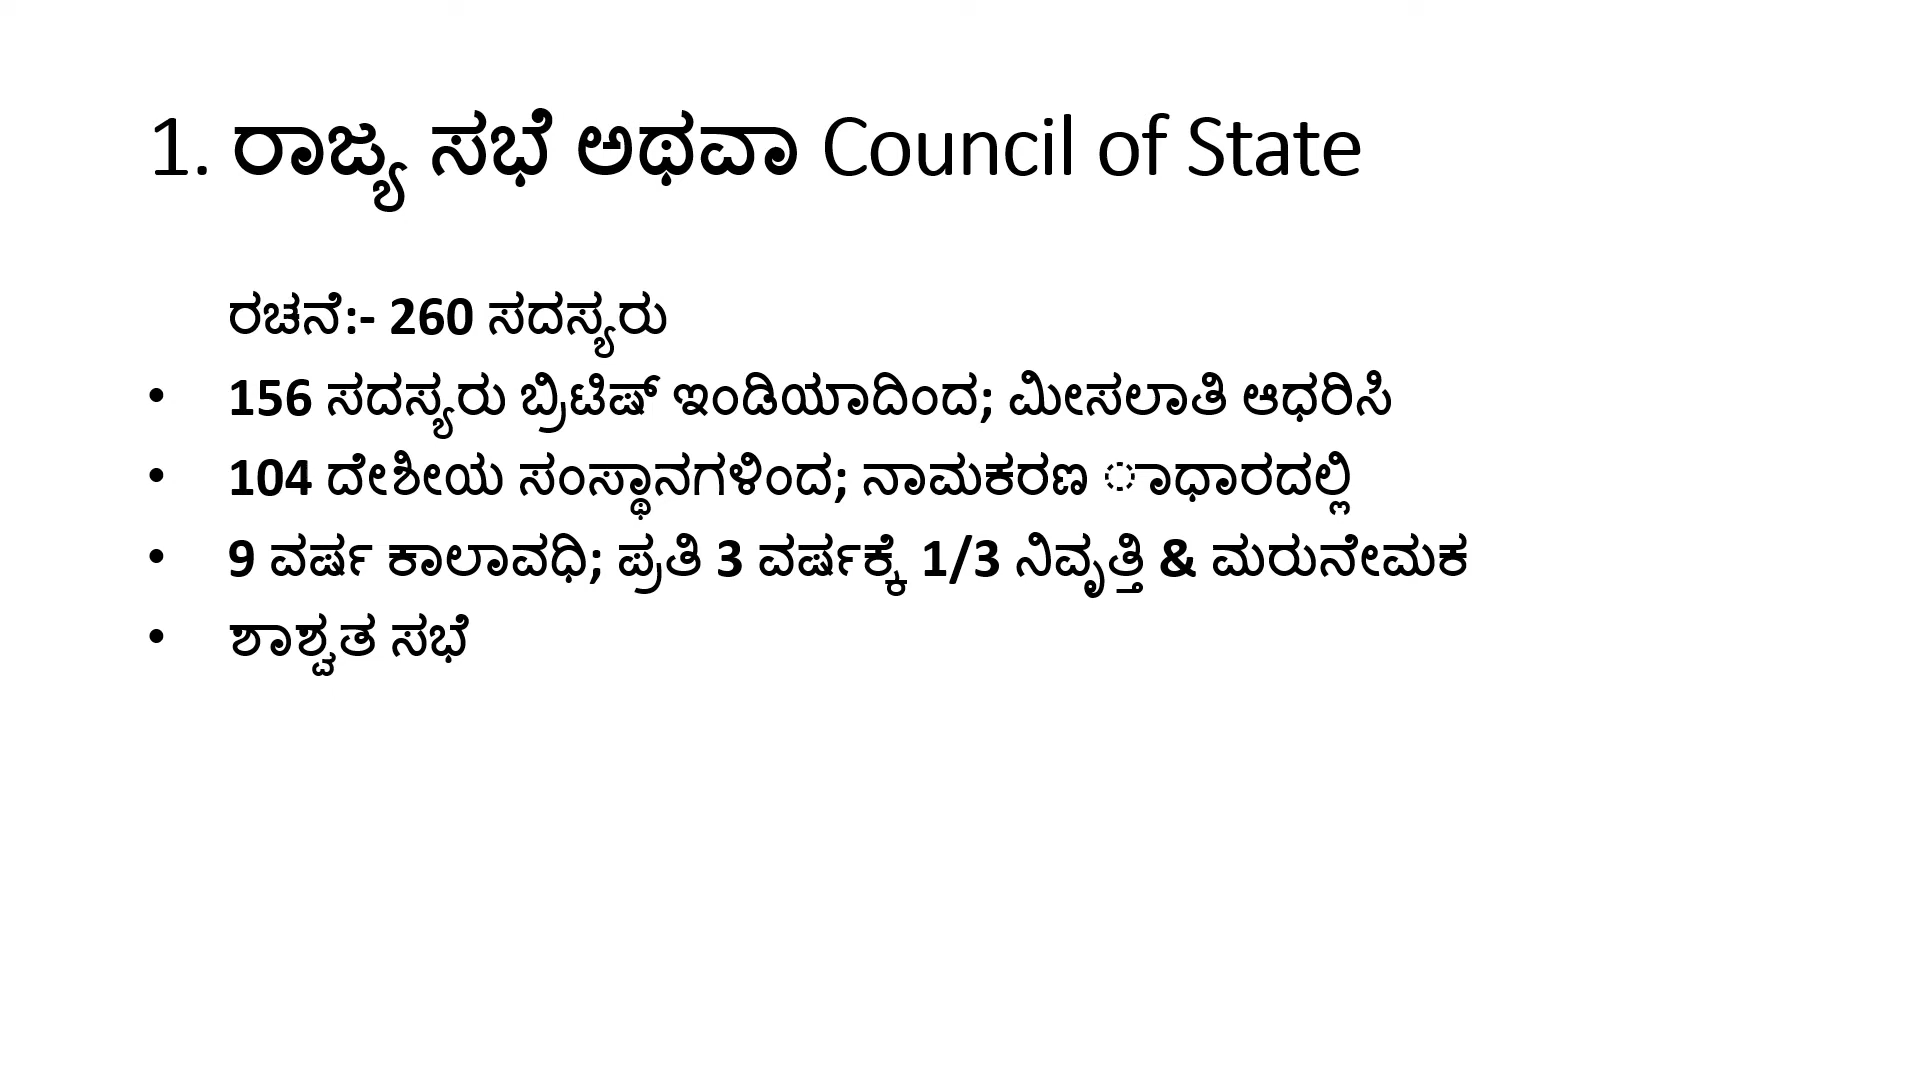 1. ರಾಜ್ಯ ಸಭೆ ಅಥವಾ Council of State
ರಚನೆ:- 260 ಸದಸ್ಯರು
• 156 ಸದಸ್ಯರು ಬ್ರಿಟಿಷ್ ಇಂಡಿಯಾದಿಂದ; ಮೀಸಲಾತಿ ಆಧರಿಸಿ
• 104 ದೇಶೀಯ ಸಂಸ್ಥಾನಗಳಿಂದ; ನಾಮಕರಣ ಾಧಾರದಲ್ಲಿ
• 9 ವರ್ಷ ಕಾಲಾವಧಿ; ಪ್ರತಿ 3 ವರ್ಷಕ್ಕೆ 1/3 ನಿವೃತ್ತಿ & ಮರುನೇಮಕ
• ಶಾಶ್ವತ ಸಭೆ